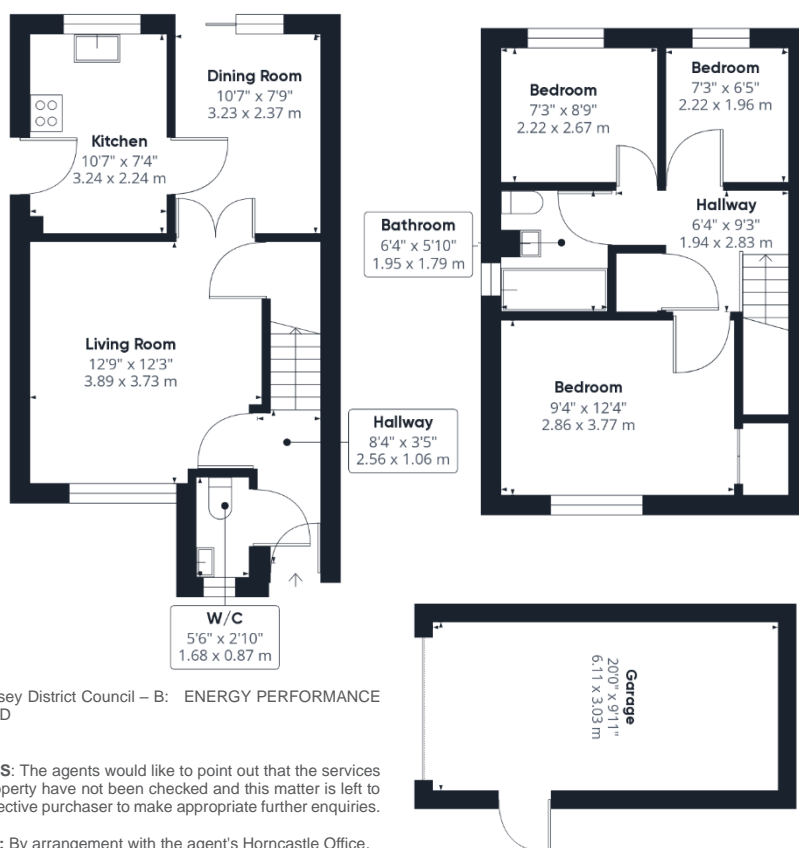 Dining Room
10'7" x 7'9"
3.23 x 2.37 m
Kitchen
10'7" x 7'4"
3.24 x 2.24 m
Living Room
12'9" x 12'3"
3.89 x 3.73 m
Hallway
8'4" x 3'5"
2.56 x 1.06 m
W/C
5'6" x 2'10"
1.68 x 0.87 m
Bedroom
7'3" x 8'9"
2.22 x 2.67 m
Bedroom
7'3" x 6'5"
2.22 x 1.96 m
Hallway
6'4" x 9'3"
1.94 x 2.83 m
Bathroom
6'4" x 5'10"
1.95 x 1.79 m
Bedroom
9'4" x 12'4"
2.86 x 3.77 m
Garage
20'0" x 9'11"
6.11 x 3.03 m
sey District Council – B: ENERGY PERFORMANCE
D
S: The agents would like to point out that the services
perty have not been checked and this matter is left to
ective purchaser to make appropriate further enquiries.
: By arrangement with the agent's Horncastle Office.